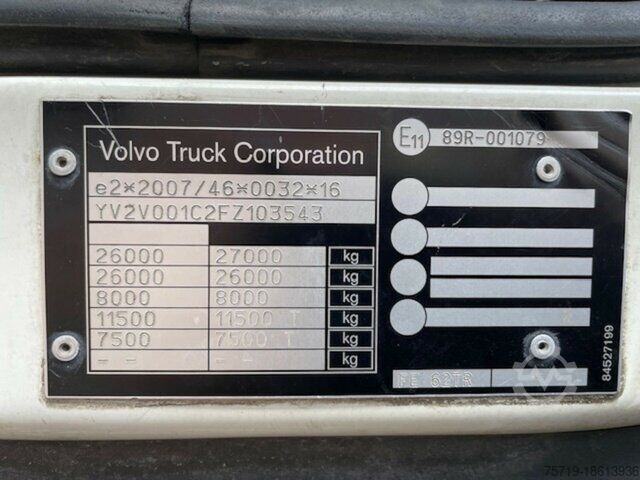 Volvo Truck Corporation
e2*2007/46*0032*16
YV2V001C2FZ103543
26000 27000 kg
26000 26000 kg
8000 8000 kg
11500 11500 T kg
7500 7500 T kg
– – – – kg
E11 89R-001079
FE 62TR
84527199
75719-18613936